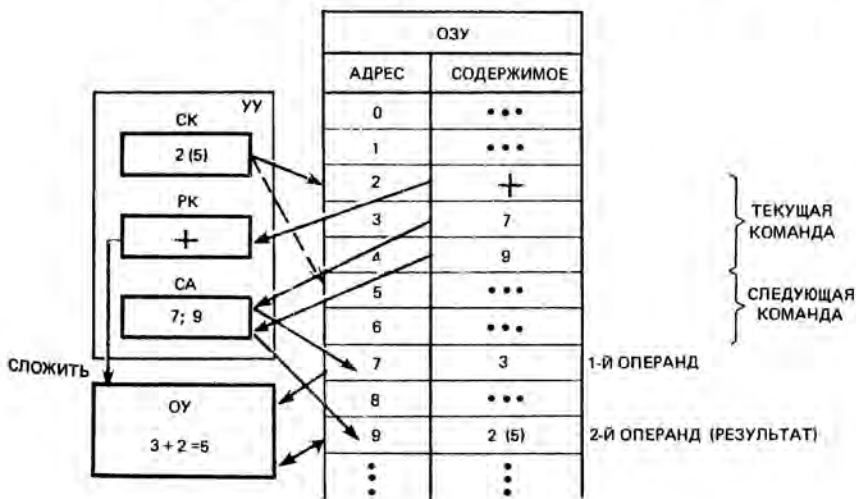 ОЗУ
АДРЕС СОДЕРЖИМОЕ
УУ
СК
2 (5)
РК
+
СА
7; 9
СЛОЖИТЬ
ОУ
3 + 2 = 5
0 •••
1 •••
2 +
3 7
4 9
5 •••
6 •••
7 3
8 •••
9 2 (5)
ТЕКУЩАЯ
КОМАНДА
СЛЕДУЮЩАЯ
КОМАНДА
1-Й ОПЕРАНД
2-Й ОПЕРАНД (РЕЗУЛЬТАТ)